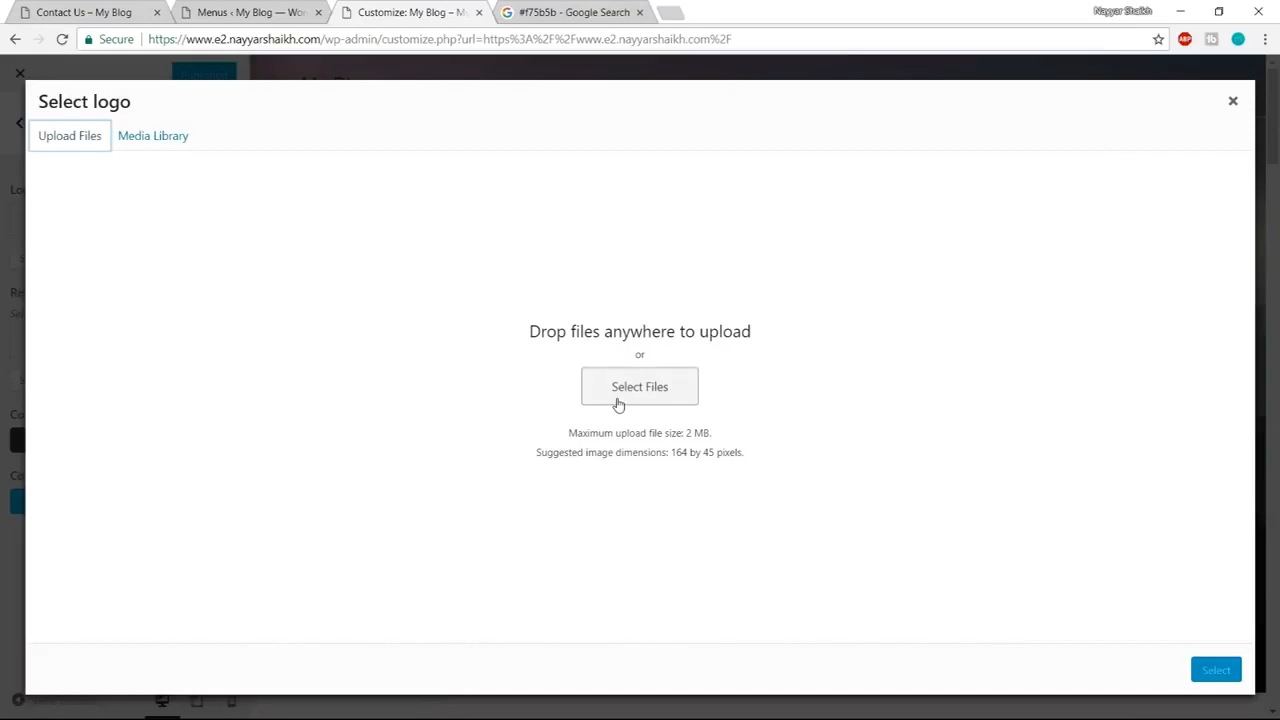 Contact Us – My Blog
Menus ‹ My Blog — Wor
Customize: My Blog – M
#f75b5b - Google Search
Nayyar Shaikh
Secure
https://www.e2.nayyarshaikh.com/wp-admin/customize.php?url=https%3A%2F%2Fwww.e2.nayyarshaikh.com%2F
ABP
Select logo
Upload Files
Media Library
Drop files anywhere to upload
or
Select Files
Maximum upload file size: 2 MB.
Suggested image dimensions: 164 by 45 pixels.
Select